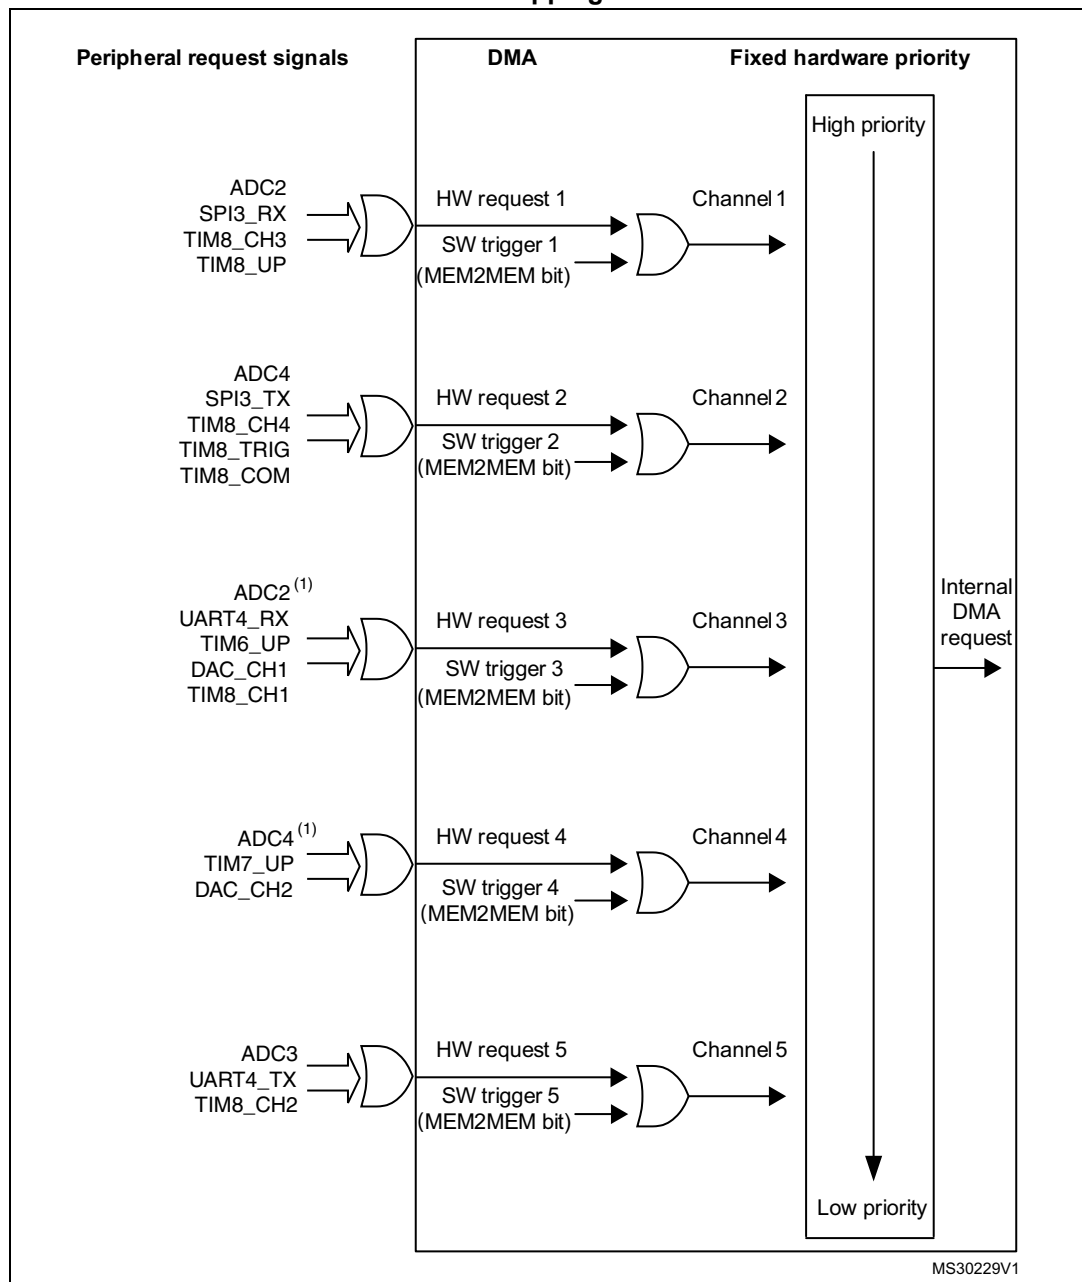 Peripheral request signals
DMA
Fixed hardware priority
High priority
ADC2
SPI3_RX
TIM8_CH3
TIM8_UP
HW request 1
SW trigger 1
(MEM2MEM bit)
Channel 1
ADC4
SPI3_TX
TIM8_CH4
TIM8_TRIG
TIM8_COM
HW request 2
SW trigger 2
(MEM2MEM bit)
Channel 2
ADC2 (1)
UART4_RX
TIM6_UP
DAC_CH1
TIM8_CH1
HW request 3
SW trigger 3
(MEM2MEM bit)
Channel 3
Internal
DMA
request
ADC4 (1)
TIM7_UP
DAC_CH2
HW request 4
SW trigger 4
(MEM2MEM bit)
Channel 4
ADC3
UART4_TX
TIM8_CH2
HW request 5
SW trigger 5
(MEM2MEM bit)
Channel 5
Low priority
MS30229V1